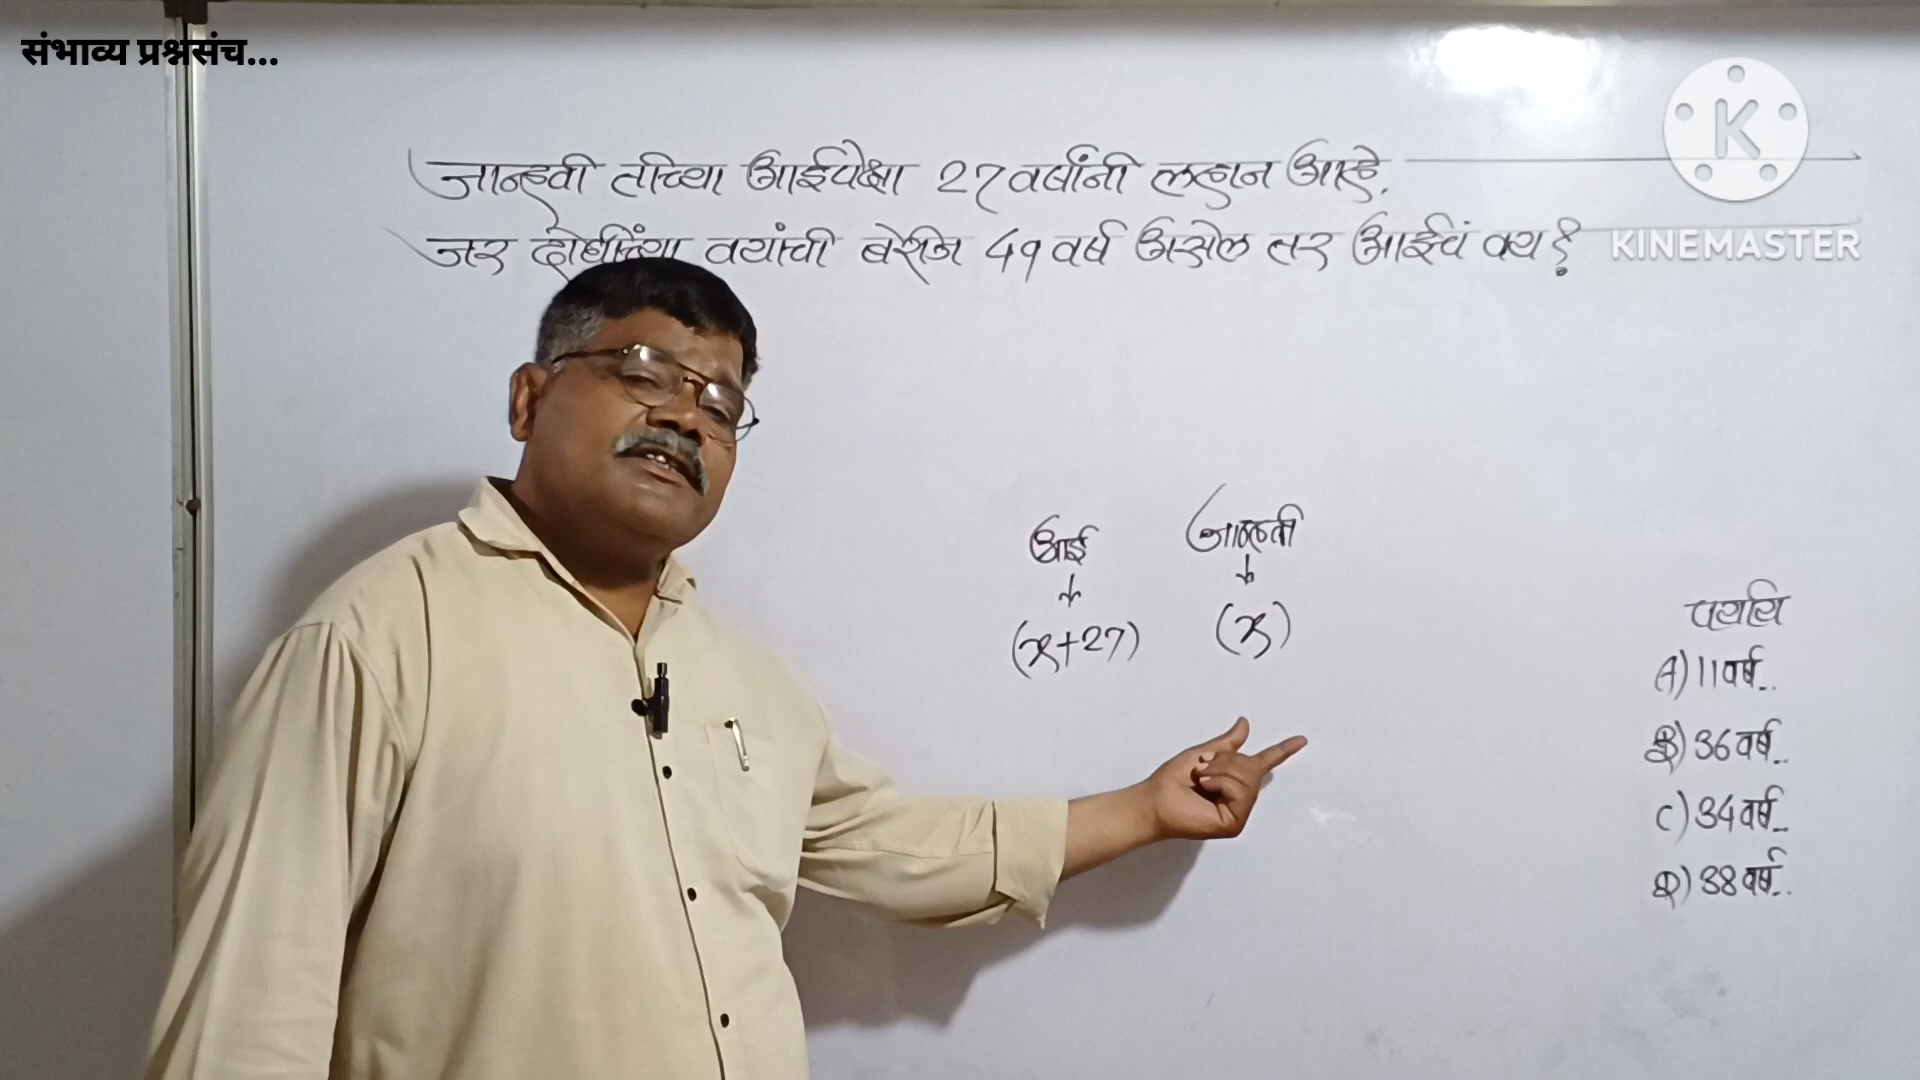 संभाव्य प्रश्नसंच...
K
KINEMASTER
जान्हवी तीच्या आईपेक्षा 27 वर्षांनी लहान आहे.
जर दोघींच्या वयांची बेरीज 49 वर्ष असेल तर आईचं वय ?
आई जान्हवी
(x+27) (x)
पर्याय
A) 11 वर्ष..
B) 36 वर्ष..
C) 34 वर्ष..
D) 38 वर्ष..